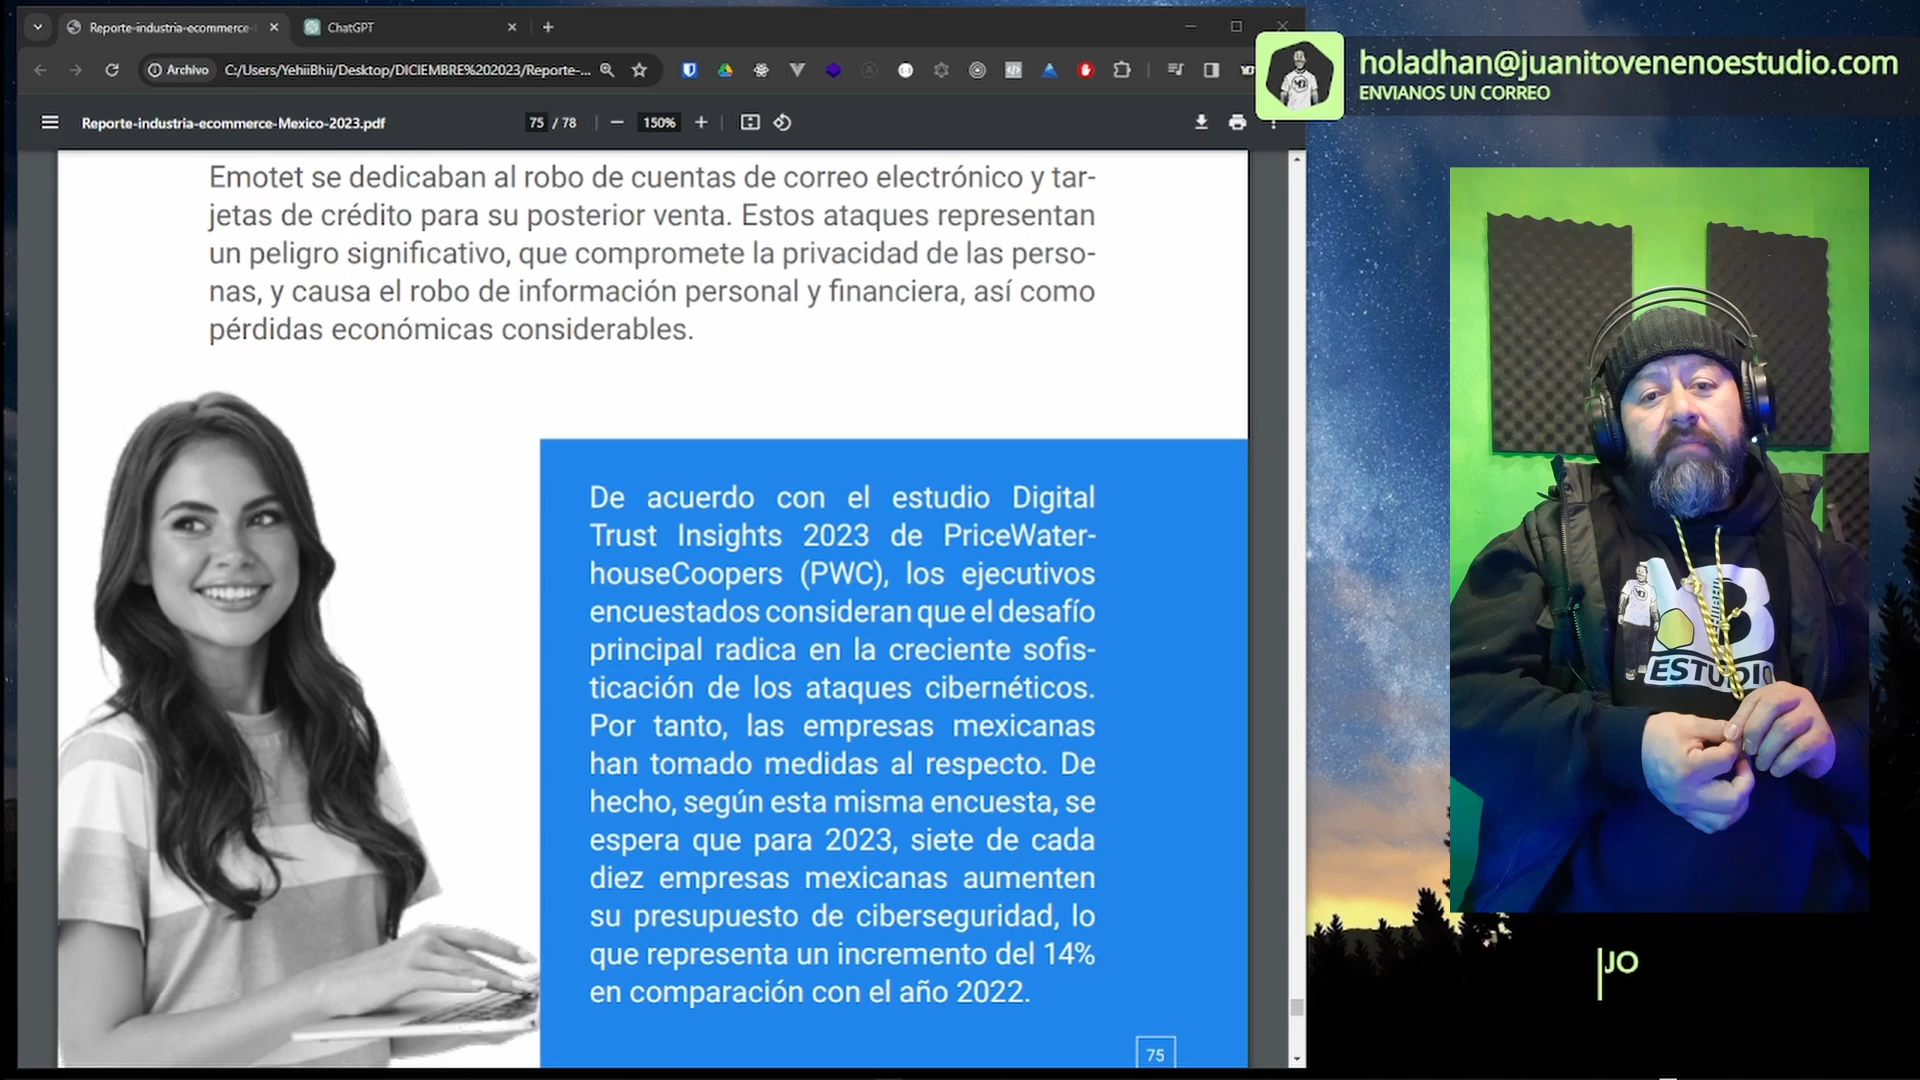 Reporte-industria-ecommerce-
ChatGPT
Archivo
C:/Users/YehiiBhii/Desktop/DICIEMBRE%202023/Reporte-...
Reporte-industria-ecommerce-Mexico-2023.pdf
75 / 78
150%
holadhan@juanitovenenoestudio.com
ENVIANOS UN CORREO
Emotet se dedicaban al robo de cuentas de correo electrónico y tar-
jetas de crédito para su posterior venta. Estos ataques representan
un peligro significativo, que compromete la privacidad de las perso-
nas, y causa el robo de información personal y financiera, así como
pérdidas económicas considerables.
De acuerdo con el estudio Digital
Trust Insights 2023 de PriceWater-
houseCoopers (PWC), los ejecutivos
encuestados consideran que el desafío
principal radica en la creciente sofis-
ticación de los ataques cibernéticos.
Por tanto, las empresas mexicanas
han tomado medidas al respecto. De
hecho, según esta misma encuesta, se
espera que para 2023, siete de cada
diez empresas mexicanas aumenten
su presupuesto de ciberseguridad, lo
que representa un incremento del 14%
en comparación con el año 2022.
75
ESTUDIO
JO